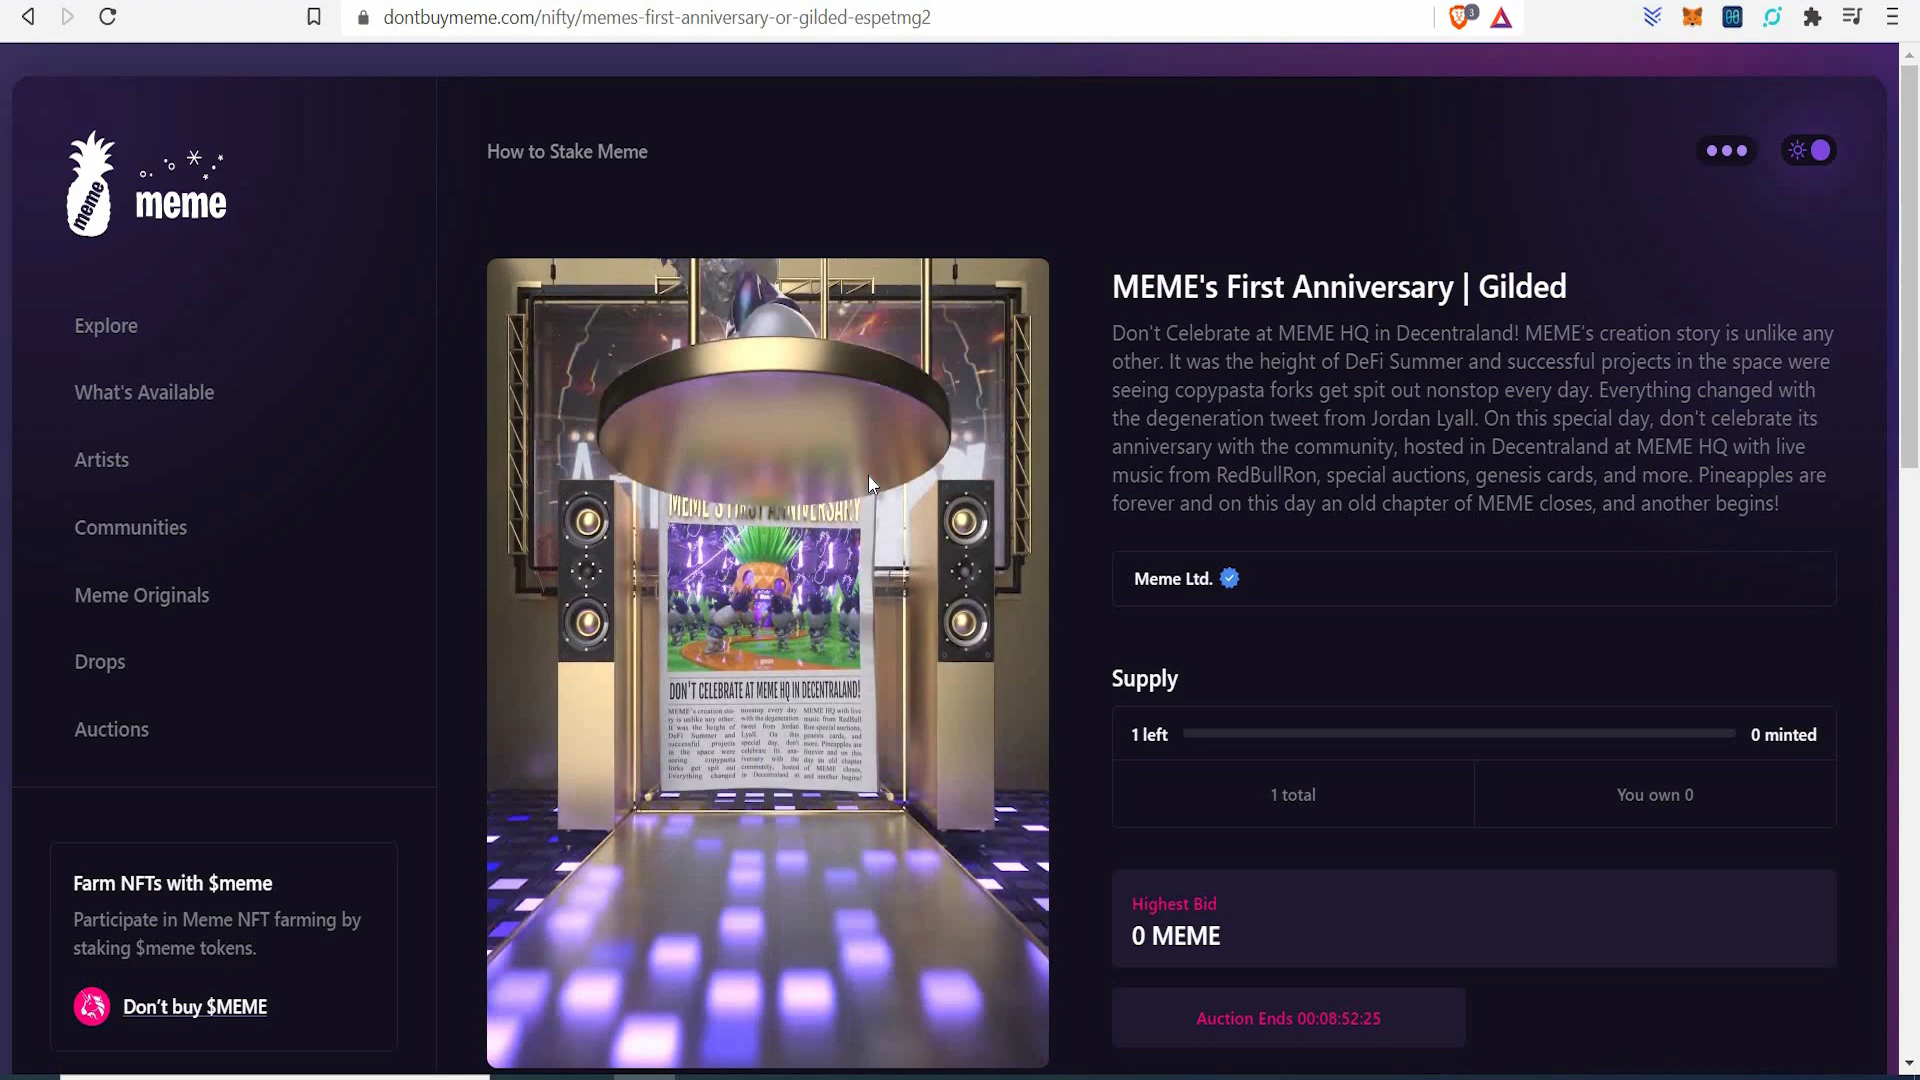 dontbuymeme.com/nifty/memes-first-anniversary-or-gilded-espetmg2
3
meme
meme
How to Stake Meme
Explore
What's Available
Artists
Communities
Meme Originals
Drops
Auctions
Farm NFTs with $meme
Participate in Meme NFT farming by
staking $meme tokens.
Don't buy $MEME
MEME'S FIRST ANNIVERSARY
DON'T CELEBRATE AT MEME HQ IN DECENTRALAND!
MEME's First Anniversary | Gilded
Don't Celebrate at MEME HQ in Decentraland! MEME's creation story is unlike any
other. It was the height of DeFi Summer and successful projects in the space were
seeing copypasta forks get spit out nonstop every day. Everything changed with
the degeneration tweet from Jordan Lyall. On this special day, don't celebrate its
anniversary with the community, hosted in Decentraland at MEME HQ with live
music from RedBullRon, special auctions, genesis cards, and more. Pineapples are
forever and on this day an old chapter of MEME closes, and another begins!
Meme Ltd.
Supply
1 left
0 minted
1 total
You own 0
Highest Bid
0 MEME
Auction Ends 00:08:52:25